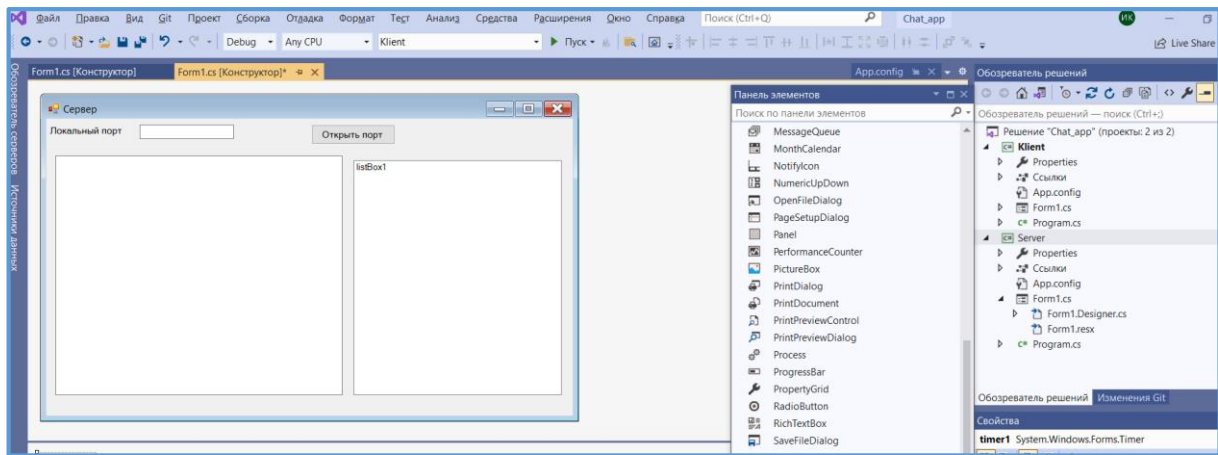 Файл Правка Вид Git Проект Сборка Отладка Формат Тест Анализ Средства Расширения Окно Справка Поиск (Ctrl+Q) Chat_app ИК
Debug Any CPU Klient Пуск Live Share
Обозреватель серверов
Источники данных
Form1.cs [Конструктор] Form1.cs [Конструктор]* App.config
Сервер
Локальный порт Открыть порт
listBox1
Панель элементов
Поиск по панели элементов
MessageQueue
MonthCalendar
NotifyIcon
NumericUpDown
OpenFileDialog
PageSetupDialog
Panel
PerformanceCounter
PictureBox
PrintDialog
PrintDocument
PrintPreviewControl
PrintPreviewDialog
Process
ProgressBar
PropertyGrid
RadioButton
RichTextBox
SaveFileDialog
Обозреватель решений
Обозреватель решений — поиск (Ctrl+;)
Решение "Chat_app" (проекты: 2 из 2)
Klient
Properties
Ссылки
App.config
Form1.cs
Program.cs
Server
Properties
Ссылки
App.config
Form1.cs
Form1.Designer.cs
Form1.resx
Program.cs
Обозреватель решений Изменения Git
Свойства
timer1 System.Windows.Forms.Timer